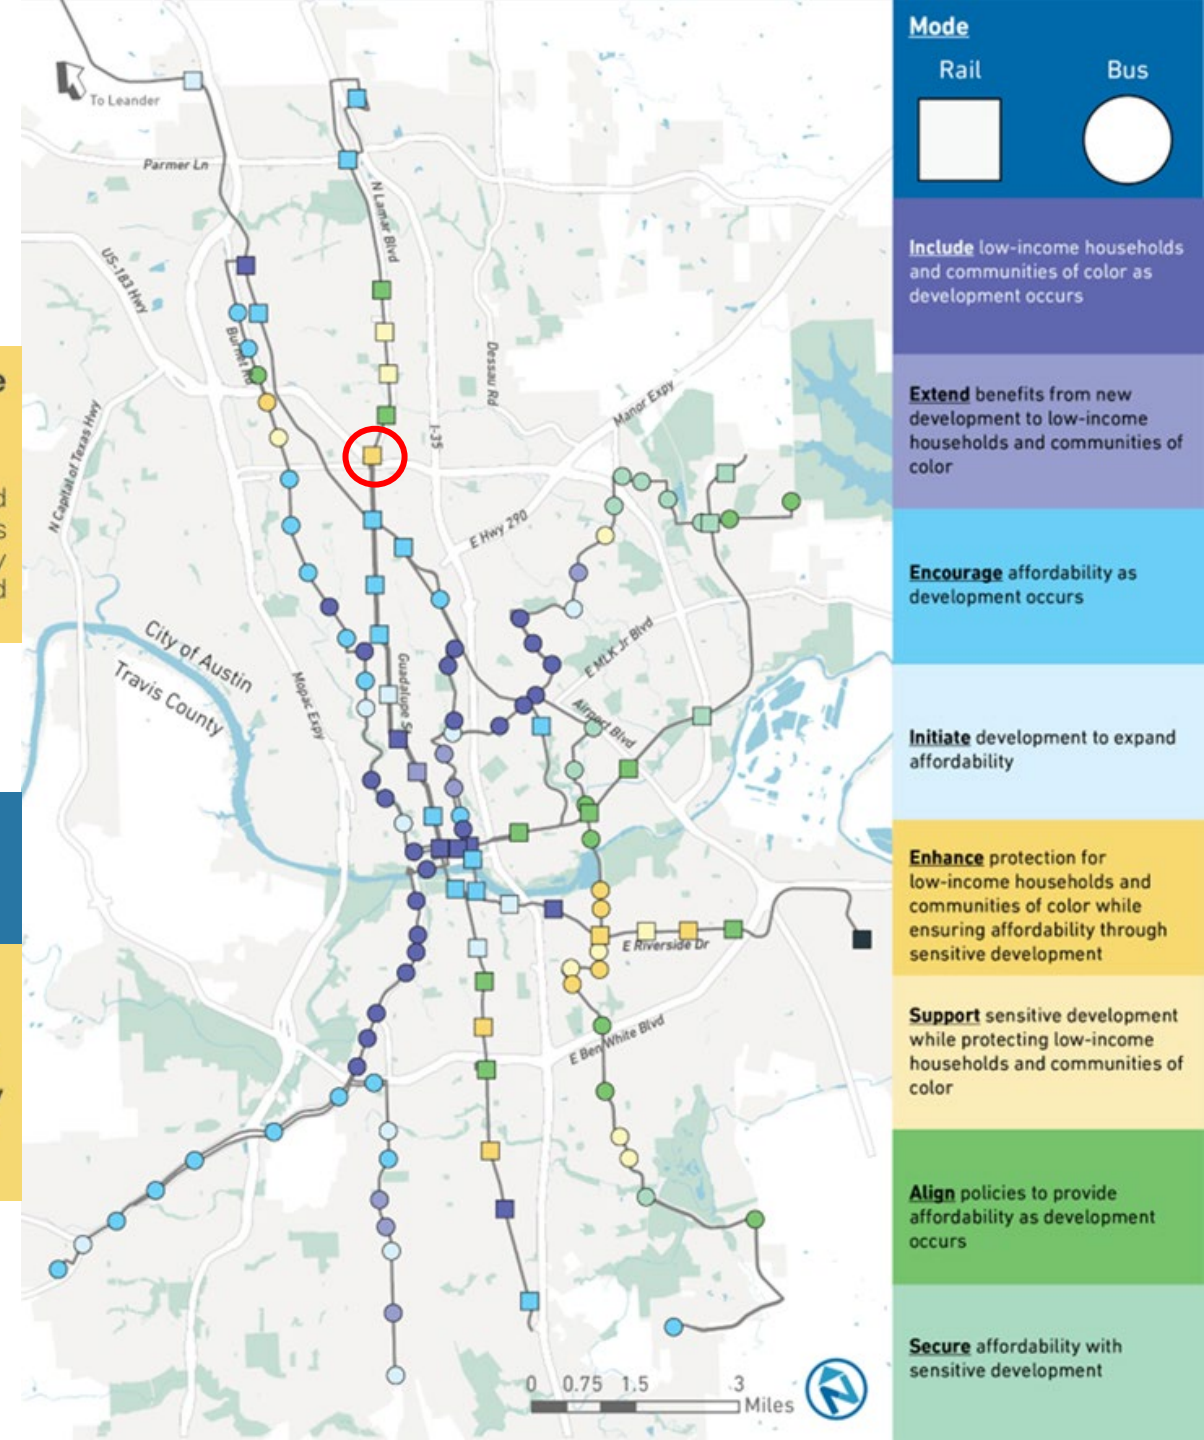 e
d
s
y
d
y
To Leander
Parmer Ln
N Lamar Blvd
US-183 Hwy
Burnet Rd
Dessau Rd
I-35
Manor Expy
N Capital of Texas Hwy
E Hwy 290
City of Austin
Travis County
Mopac Expy
Guadalupe St
E MLK Jr Blvd
Airport Blvd
E Riverside Dr
E Ben White Blvd
0 0.75 1.5 3
Miles
Mode
Rail Bus
Include low-income households
and communities of color as
development occurs
Extend benefits from new
development to low-income
households and communities of
color
Encourage affordability as
development occurs
Initiate development to expand
affordability
Enhance protection for
low-income households and
communities of color while
ensuring affordability through
sensitive development
Support sensitive development
while protecting low-income
households and communities of
color
Align policies to provide
affordability as development
occurs
Secure affordability with
sensitive development